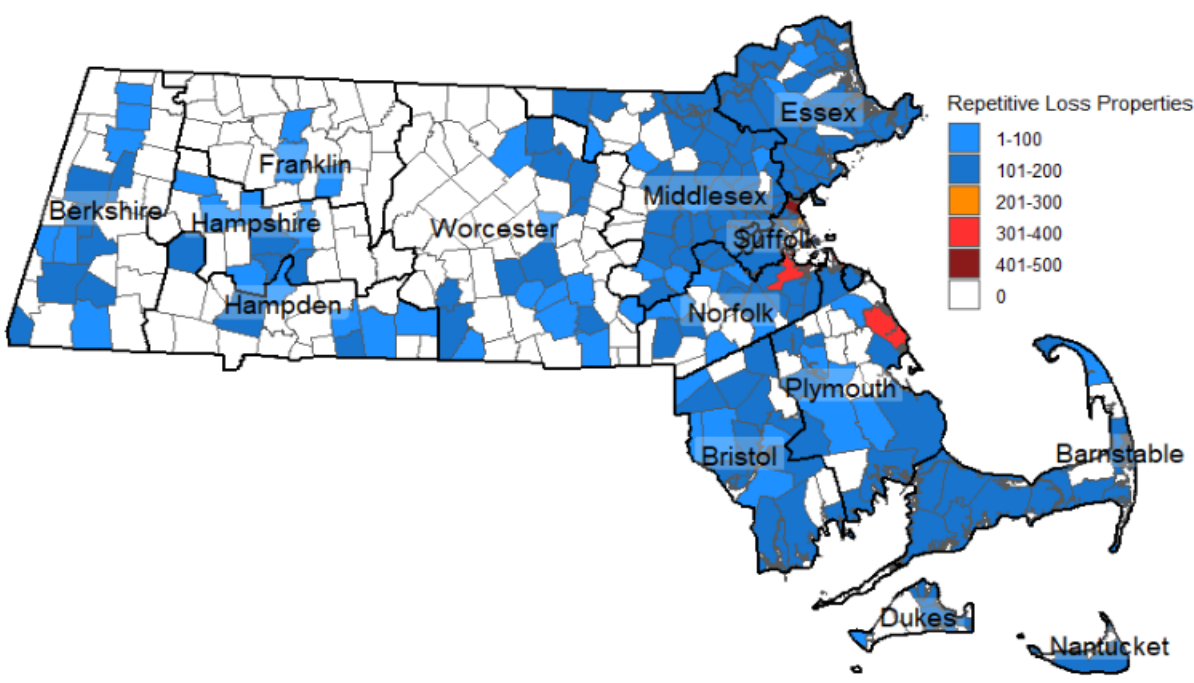 Essex
Repetitive Loss Properties
1-100
101-200
201-300
301-400
401-500
0
Franklin
Middlesex
Berkshire
Hampshire
Worcester
Suffolk
Hampden
Norfolk
Plymouth
Bristol
Barnstable
Dukes
Nantucket